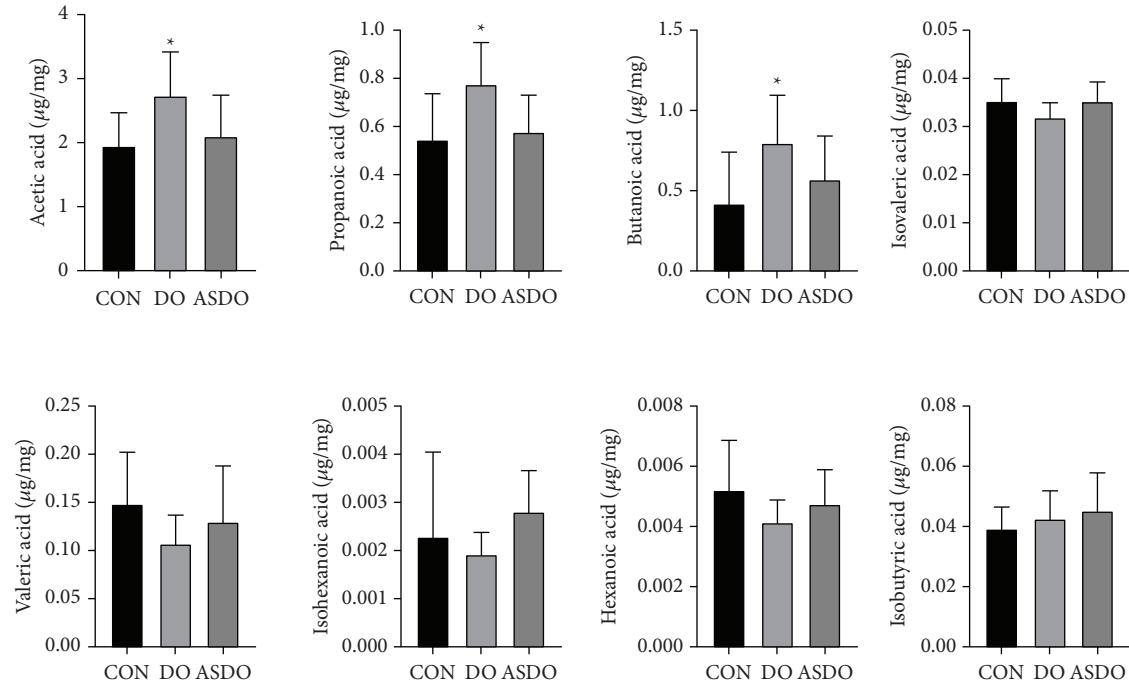 Acetic acid (μg/mg)
4
3
2
1
0
*
CON DO ASDO
Propanoic acid (μg/mg)
1.0
0.8
0.6
0.4
0.2
0.0
*
CON DO ASDO
Butanoic acid (μg/mg)
1.5
1.0
0.5
0.0
*
CON DO ASDO
Isovaleric acid (μg/mg)
0.05
0.04
0.03
0.02
0.01
0.00
CON DO ASDO
Valeric acid (μg/mg)
0.25
0.20
0.15
0.10
0.05
0.00
CON DO ASDO
Isohexanoic acid (μg/mg)
0.005
0.004
0.003
0.002
0.001
0.000
CON DO ASDO
Hexanoic acid (μg/mg)
0.008
0.006
0.004
0.002
0.000
CON DO ASDO
Isobutyric acid (μg/mg)
0.08
0.06
0.04
0.02
0.00
CON DO ASDO